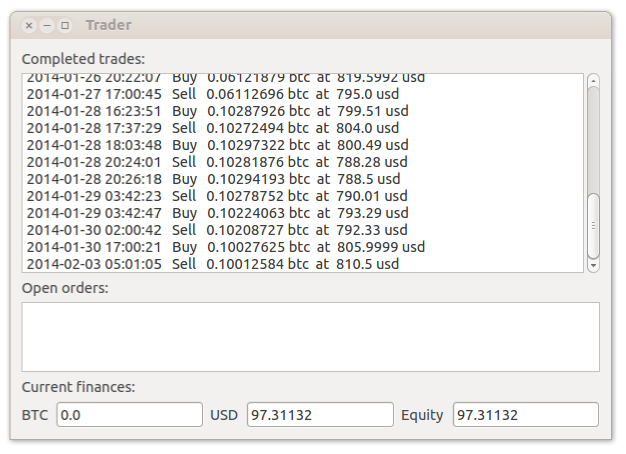 Trader
Completed trades:
2014-01-26 20:22:07 Buy 0.06121879 btc at 819.5992 usd
2014-01-27 17:00:45 Sell 0.06112696 btc at 795.0 usd
2014-01-28 16:23:51 Buy 0.10287926 btc at 799.51 usd
2014-01-28 17:37:29 Sell 0.10272494 btc at 804.0 usd
2014-01-28 18:03:48 Buy 0.10297322 btc at 800.49 usd
2014-01-28 20:24:01 Sell 0.10281876 btc at 788.28 usd
2014-01-28 20:26:18 Buy 0.10294193 btc at 788.5 usd
2014-01-29 03:42:23 Sell 0.10278752 btc at 790.01 usd
2014-01-29 03:42:47 Buy 0.10224063 btc at 793.29 usd
2014-01-30 02:00:42 Sell 0.10208727 btc at 792.33 usd
2014-01-30 17:00:21 Buy 0.10027625 btc at 805.9999 usd
2014-02-03 05:01:05 Sell 0.10012584 btc at 810.5 usd
Open orders:
Current finances:
BTC 0.0 USD 97.31132 Equity 97.31132